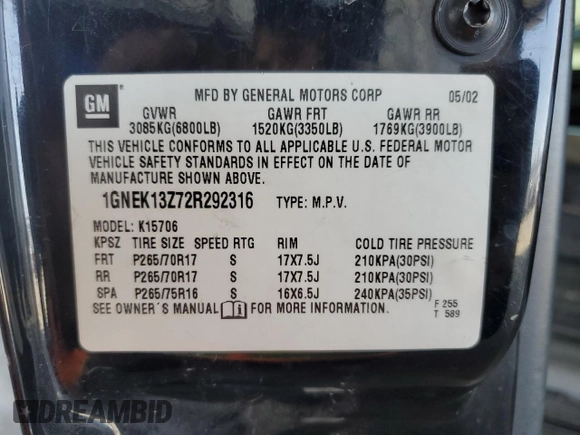 GM
MFD BY GENERAL MOTORS CORP 05/02
GVWR GAWR FRT GAWR RR
3085KG(6800LB) 1520KG(3350LB) 1769KG(3900LB)
THIS VEHICLE CONFORMS TO ALL APPLICABLE U.S. FEDERAL MOTOR
VEHICLE SAFETY STANDARDS IN EFFECT ON THE DATE OF
MANUFACTURE SHOWN ABOVE.
1GNEK13Z72R292316 TYPE: M.P.V.
MODEL: K15706
KPSZ TIRE SIZE SPEED RTG RIM COLD TIRE PRESSURE
FRT P265/70R17 S 17X7.5J 210KPA(30PSI)
RR P265/70R17 S 17X7.5J 210KPA(30PSI)
SPA P265/75R16 S 16X6.5J 240KPA(35PSI)
SEE OWNER'S MANUAL i FOR MORE INFORMATION.
F 255
T 589
DREAMBID